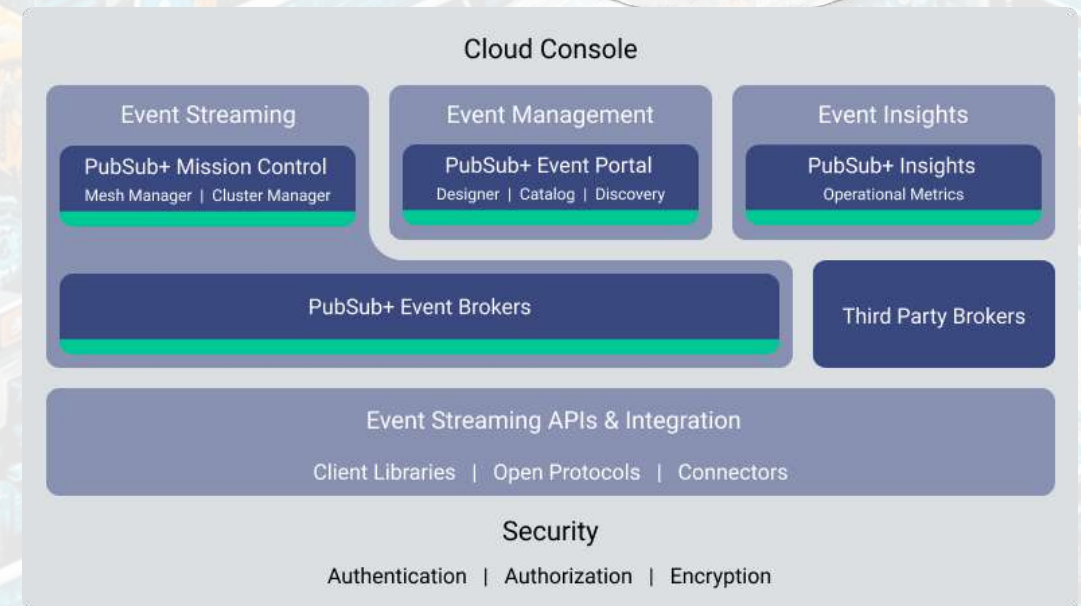 Cloud Console
Event Streaming
PubSub+ Mission Control
Mesh Manager | Cluster Manager
Event Management
PubSub+ Event Portal
Designer | Catalog | Discovery
Event Insights
PubSub+ Insights
Operational Metrics
PubSub+ Event Brokers
Third Party Brokers
Event Streaming APIs & Integration
Client Libraries | Open Protocols | Connectors
Security
Authentication | Authorization | Encryption